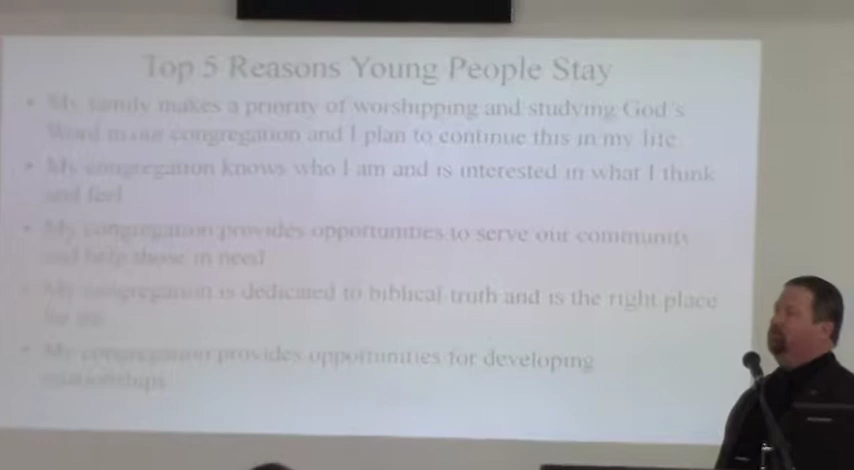 Top 5 Reasons Young People Stay
• My family makes a priority of worshipping and studying God's
Word in our congregation and I plan to continue this in my life
• My congregation knows who I am and is interested in what I think
and feel
• My congregation provides opportunities to serve our community
and help those in need
• My congregation is dedicated to biblical truth and is the right place
• My congregation provides opportunities for developing
relationships